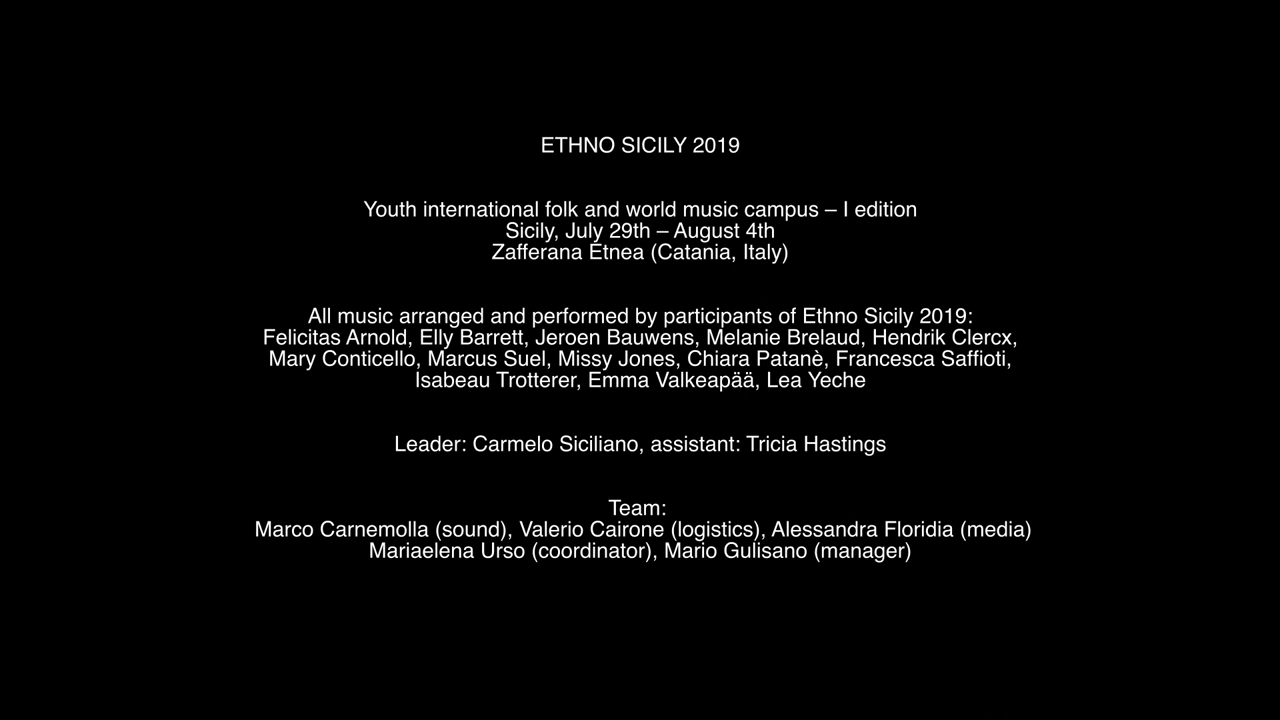 ETHNO SICILY 2019
Youth international folk and world music campus – I edition
Sicily, July 29th – August 4th
Zafferana Etnea (Catania, Italy)
All music arranged and performed by participants of Ethno Sicily 2019:
Felicitas Arnold, Elly Barrett, Jeroen Bauwens, Melanie Brelaud, Hendrik Clercx,
Mary Conticello, Marcus Suel, Missy Jones, Chiara Patanè, Francesca Saffioti,
Isabeau Trotterer, Emma Valkeapää, Lea Yeche
Leader: Carmelo Siciliano, assistant: Tricia Hastings
Team:
Marco Carnemolla (sound), Valerio Cairone (logistics), Alessandra Floridia (media)
Mariaelena Urso (coordinator), Mario Gulisano (manager)